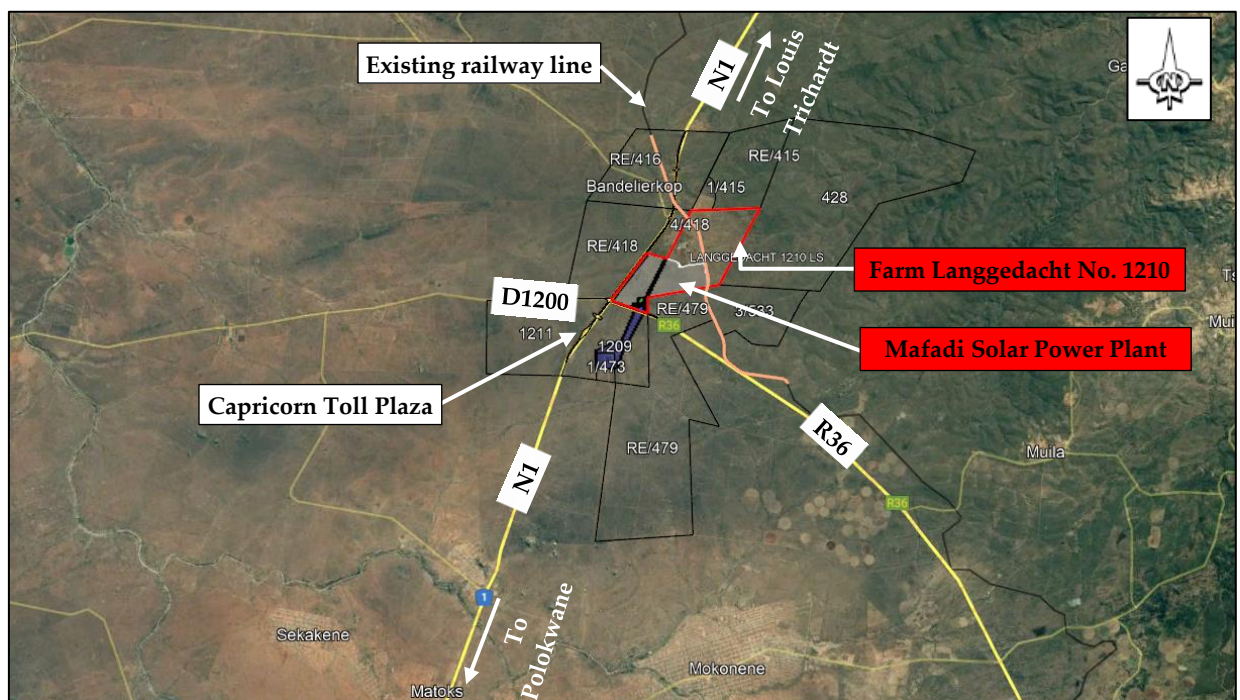 N1
To Louis
Trichardt
Existing railway line
N
RE/416
RE/415
Bandelierkop
1/415
428
4/418
RE/418
LANGGEDACHT 1210 LS
Farm Langgedacht No. 1210
D1200
RE/479
3/533
R36
1211
1209
Mafadi Solar Power Plant
1/473
Capricorn Toll Plaza
R36
RE/479
Muila
N1
R36
1
To
Polokwane
Sekakene
Mokonene
Matoks